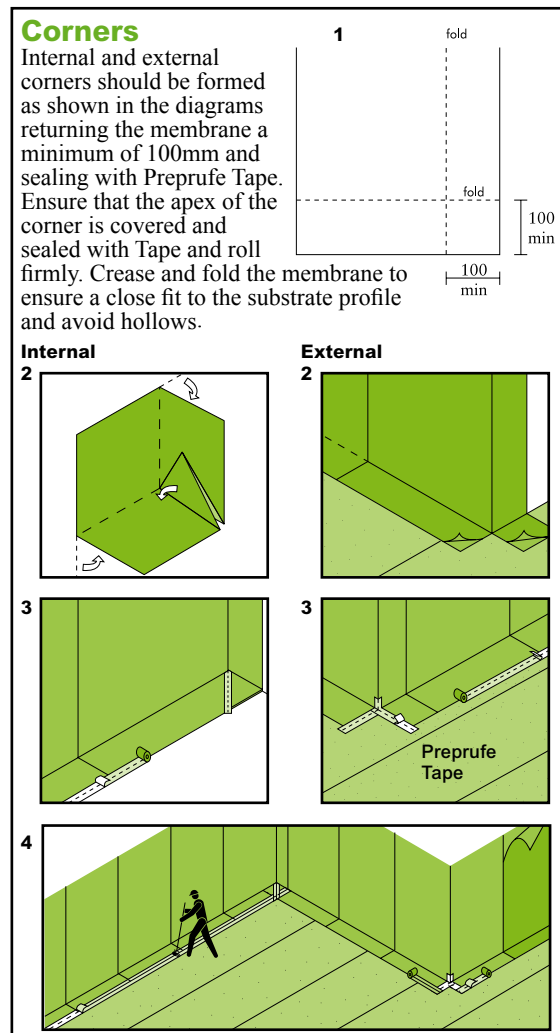 Corners
Internal and external
corners should be formed
as shown in the diagrams
returning the membrane a
minimum of 100mm and
sealing with Preprufe Tape.
Ensure that the apex of the
corner is covered and
sealed with Tape and roll
firmly. Crease and fold the membrane to
ensure a close fit to the substrate profile
and avoid hollows.
1
fold
fold
100
min
100
min
Internal
2
External
2
3
3
Preprufe
Tape
4